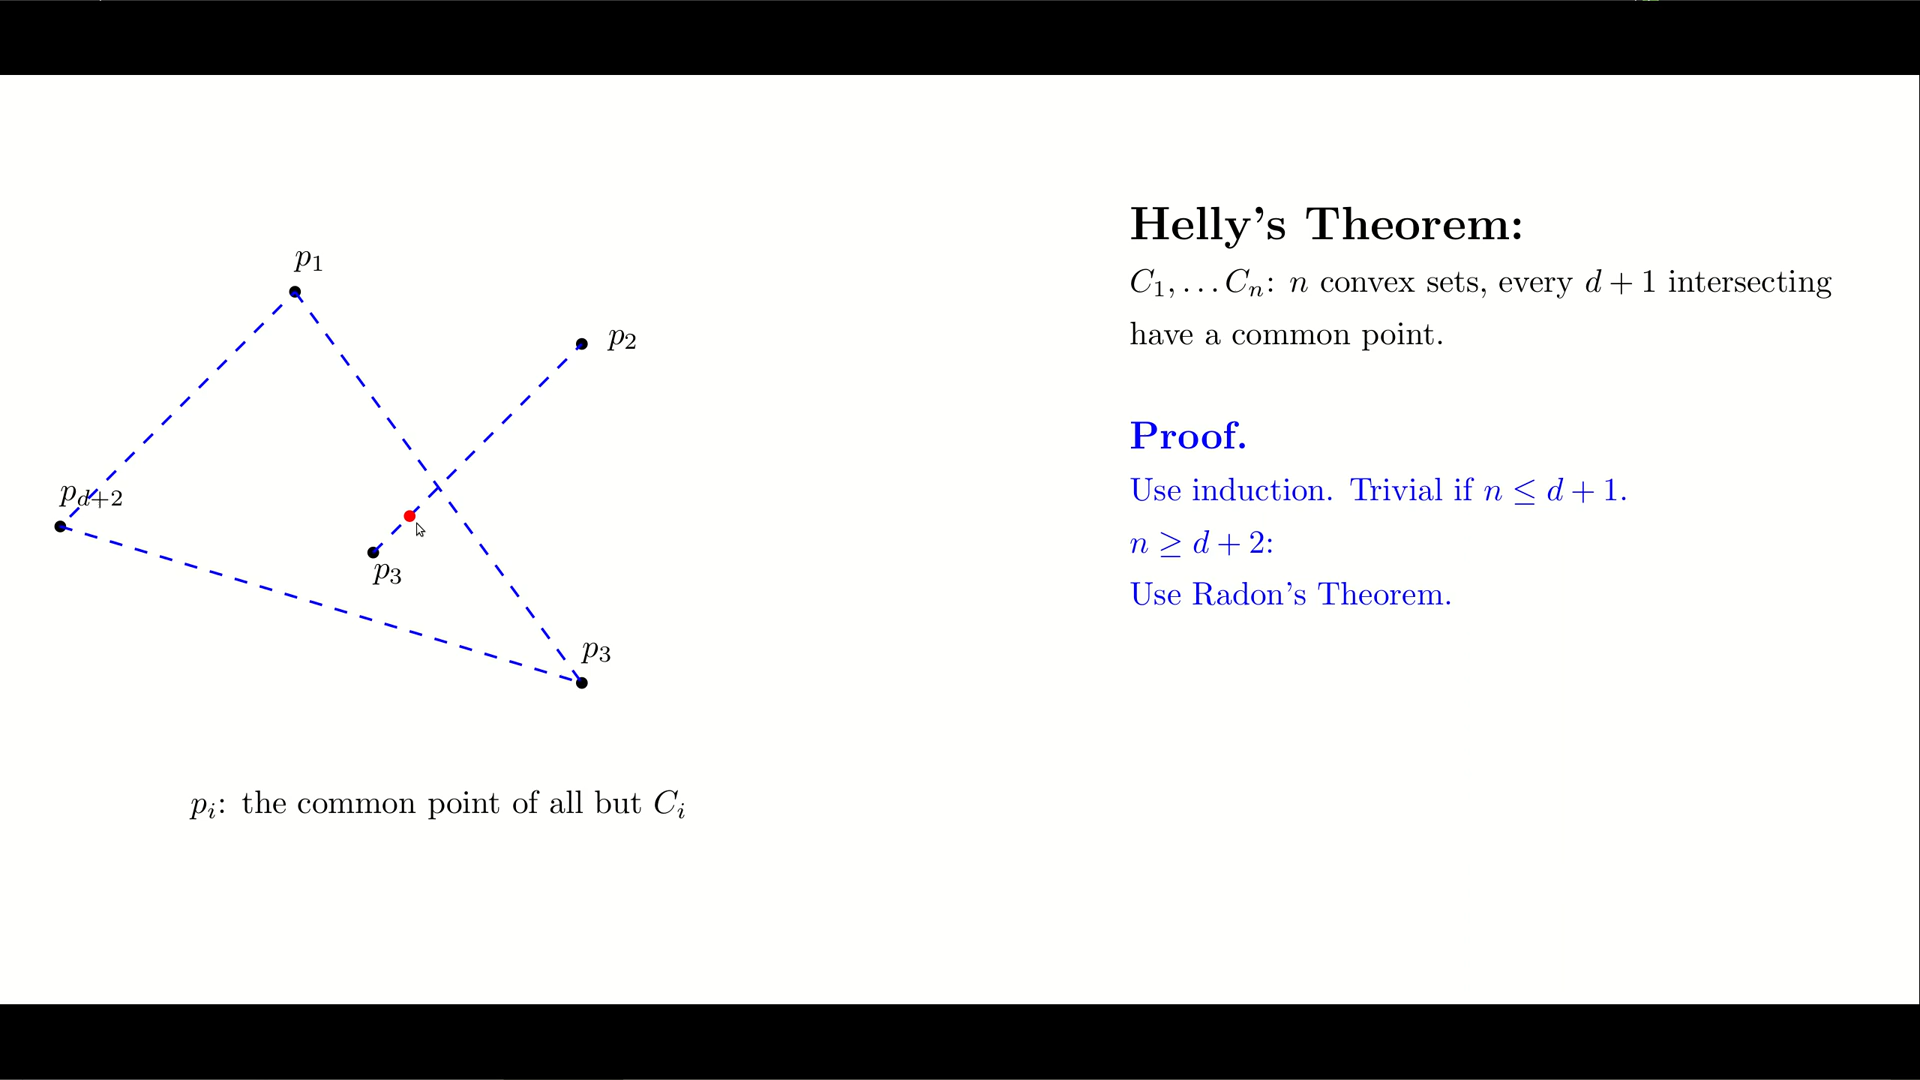 p₁
p₂
p_{d+2}
p₃
p₃
pᵢ: the common point of all but Cᵢ
Helly's Theorem:
C₁, . . . Cₙ: n convex sets, every d + 1 intersecting
have a common point.
Proof.
Use induction. Trivial if n ≤ d + 1.
n ≥ d + 2:
Use Radon's Theorem.